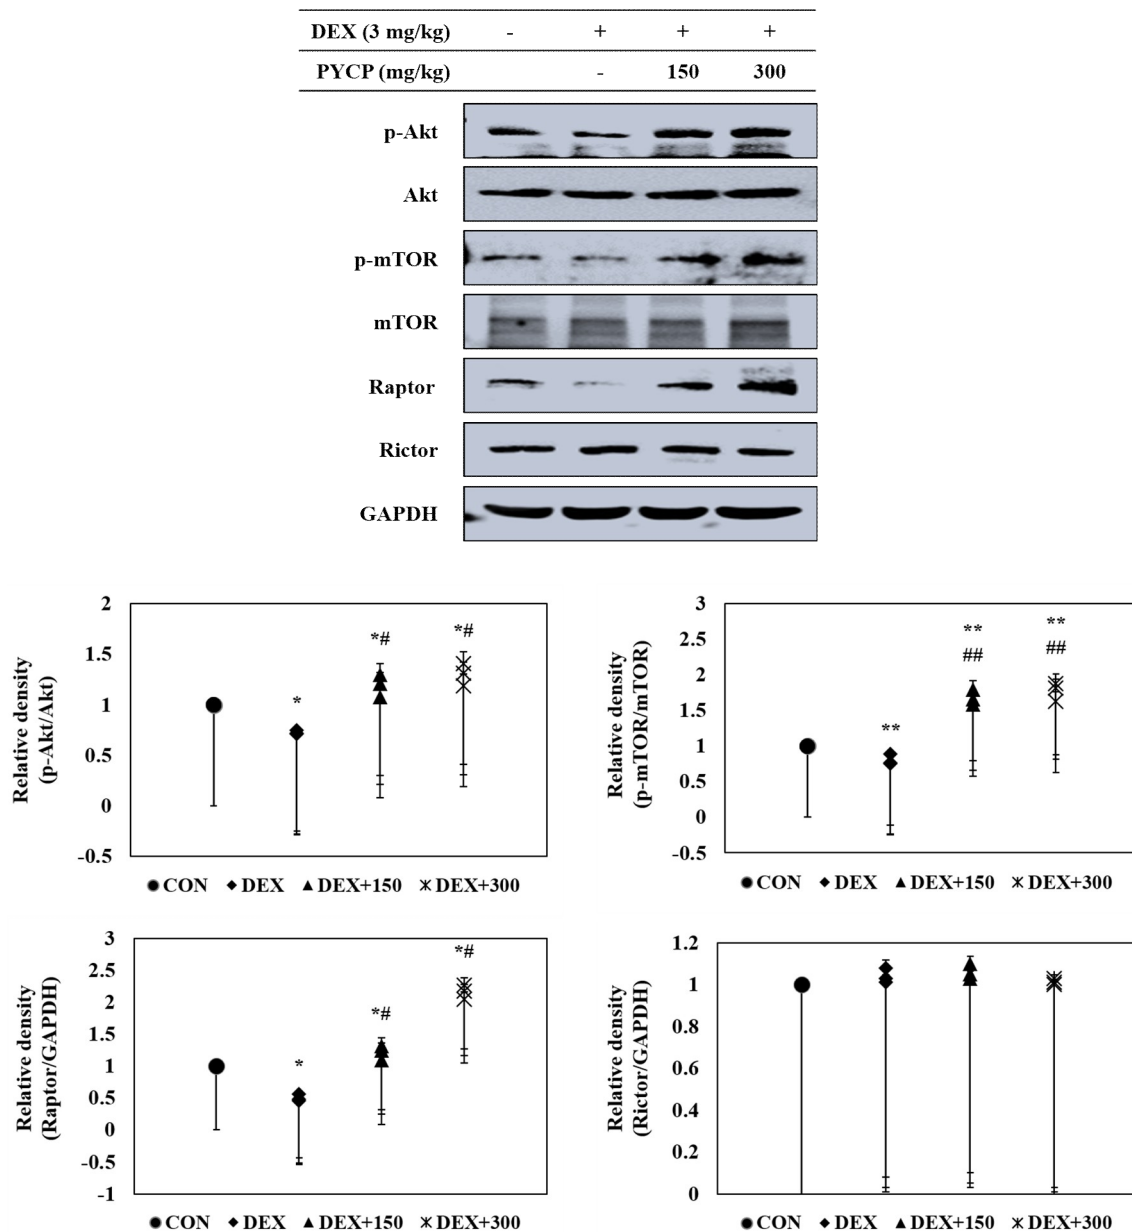 DEX (3 mg/kg) - + + +
PYCP (mg/kg) - 150 300
p-Akt
Akt
p-mTOR
mTOR
Raptor
Rictor
GAPDH
Relative density
(p-Akt/Akt)
2
1.5
1
0.5
0
-0.5
*
*#
*#
CON DEX DEX+150 DEX+300
Relative density
(p-mTOR/mTOR)
3
2.5
2
1.5
1
0.5
0
-0.5
**
**
##
**
##
CON DEX DEX+150 DEX+300
Relative density
(Raptor/GAPDH)
3
2.5
2
1.5
1
0.5
0
-0.5
-1
*
*#
*#
CON DEX DEX+150 DEX+300
Relative density
(Rictor/GAPDH)
1.2
1
0.8
0.6
0.4
0.2
0
CON DEX DEX+150 DEX+300